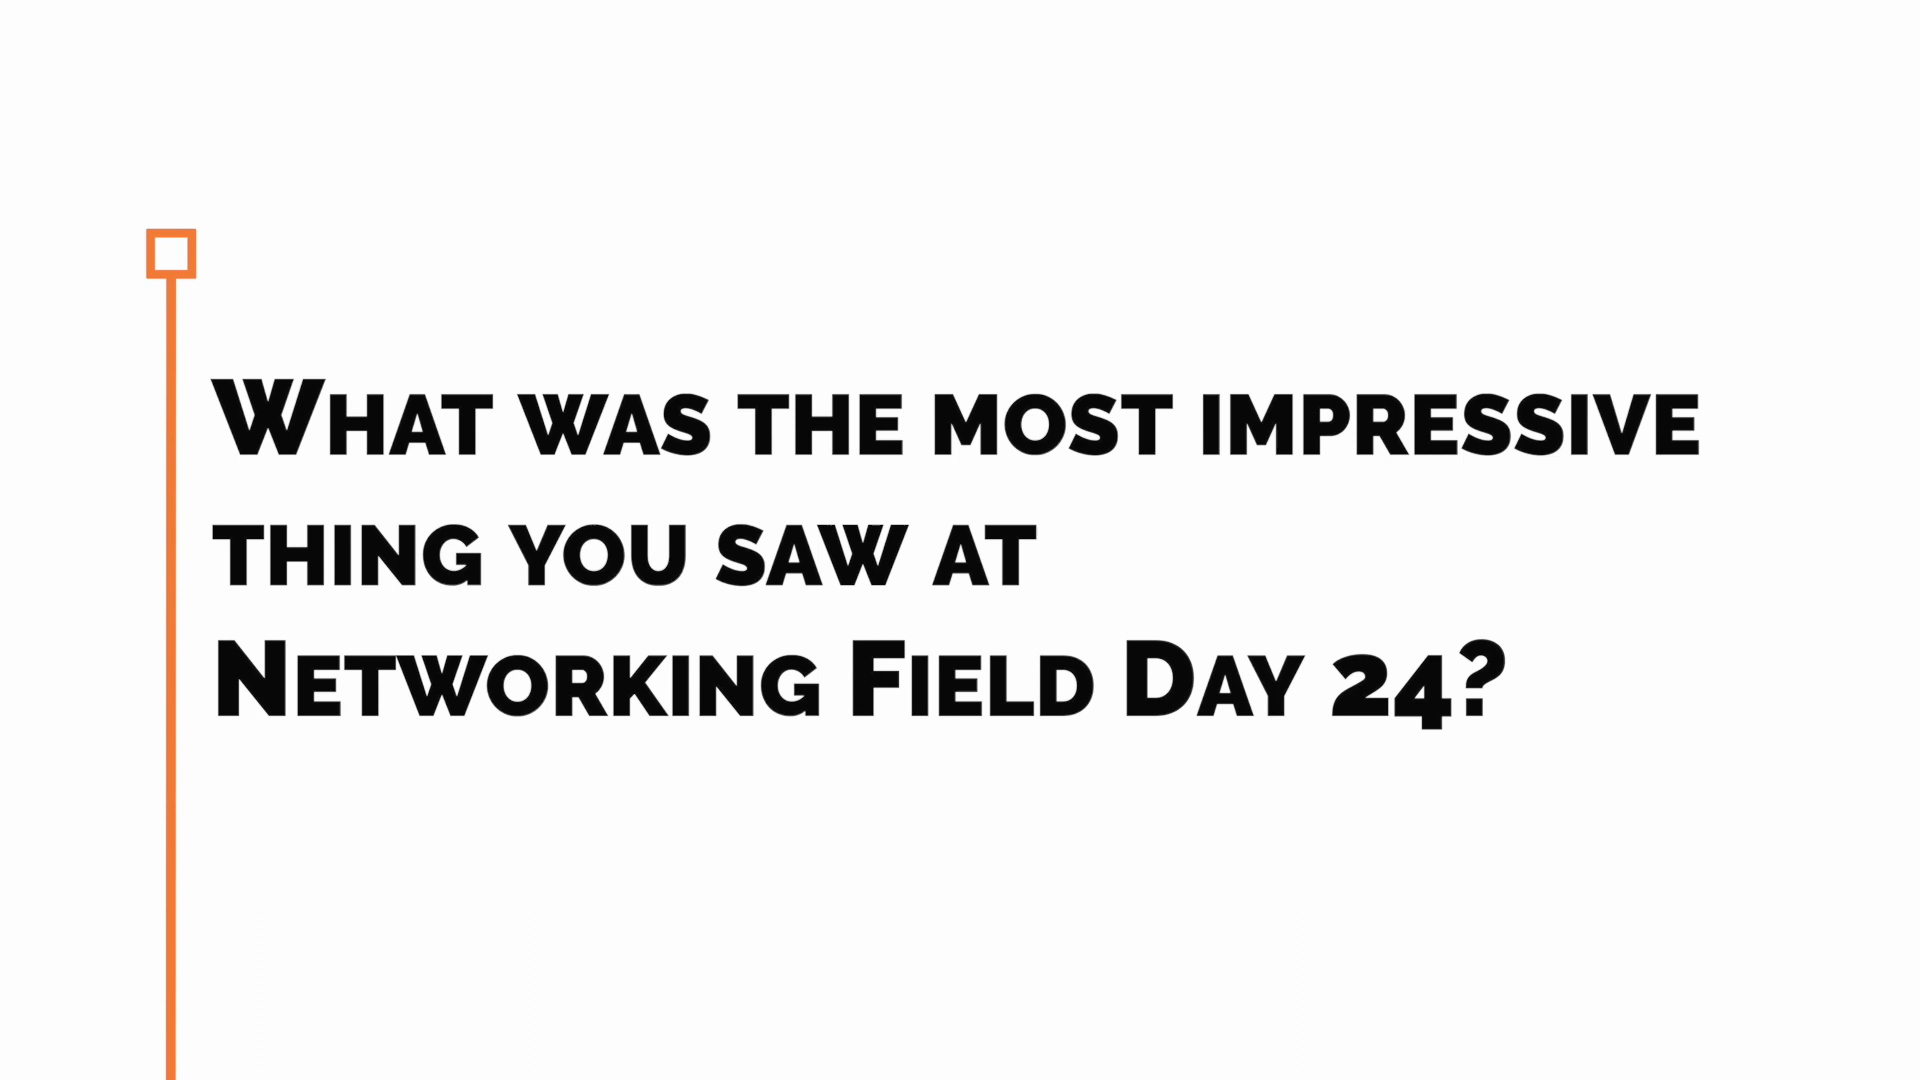 What was the most impressive
thing you saw at
Networking Field Day 24?